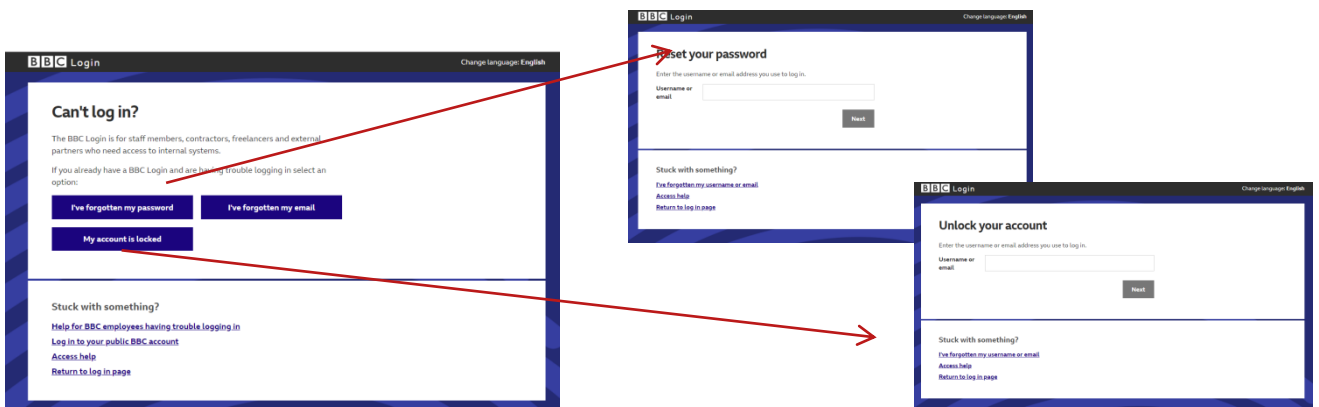 BBC Login
Change language: English
Can't log in?
The BBC Login is for staff members, contractors, freelancers and external
partners who need access to internal systems.
If you already have a BBC Login and are having trouble logging in select an
option:
I've forgotten my password
I've forgotten my email
My account is locked
Stuck with something?
Help for BBC employees having trouble logging in
Log in to your public BBC account
Access help
Return to log in page
BBC Login
Change language: English
Reset your password
Enter the username or email address you use to log in.
Username or
email
Next
Stuck with something?
I've forgotten my username or email
Access help
Return to log in page
BBC Login
Change language: English
Unlock your account
Enter the username or email address you use to log in.
Username or
email
Next
Stuck with something?
I've forgotten my username or email
Access help
Return to log in page